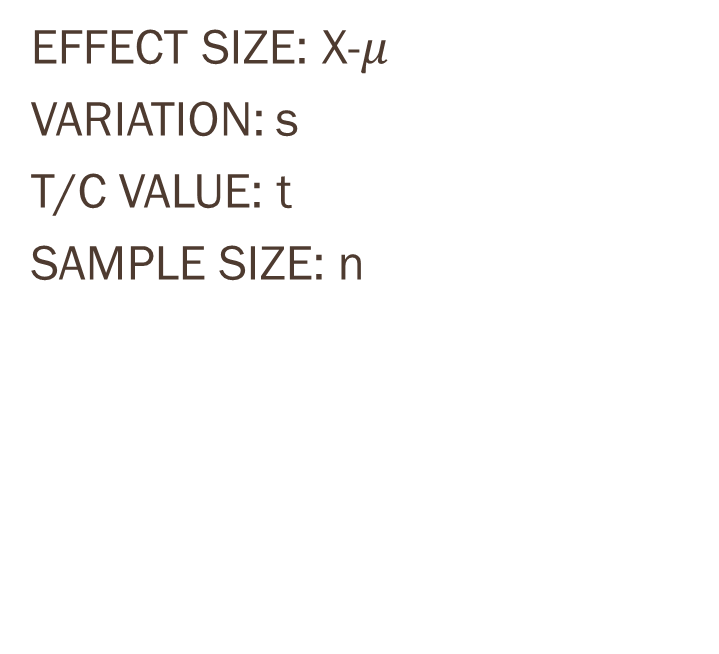 EFFECT SIZE: X-𝜇
VARIATION: s
T/C VALUE: t
SAMPLE SIZE: n